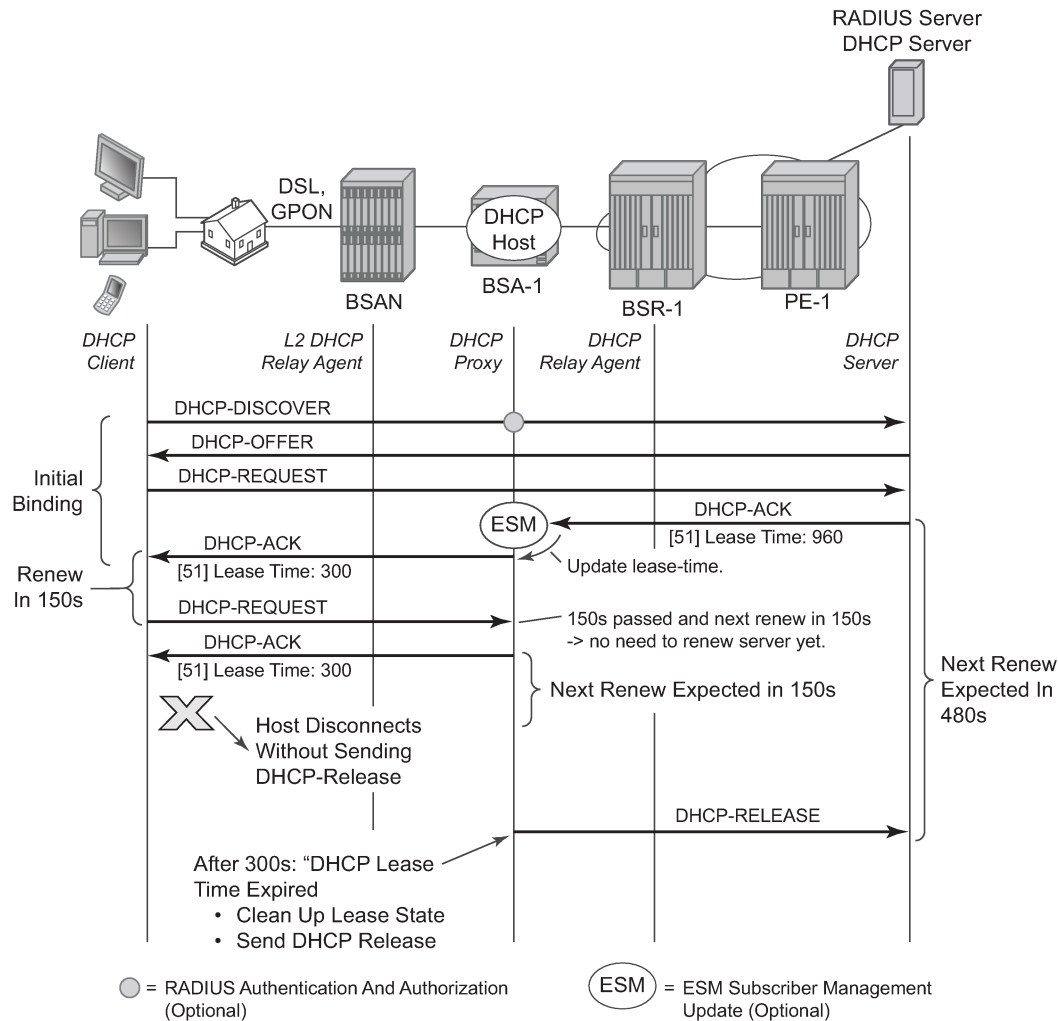 RADIUS Server
DHCP Server
DSL,
GPON
DHCP
Host
BSAN
BSA-1
BSR-1
PE-1
DHCP
Client
L2 DHCP
Relay Agent
DHCP
Proxy
DHCP
Relay Agent
DHCP
Server
DHCP-DISCOVER
DHCP-OFFER
DHCP-REQUEST
Initial
Binding
DHCP-ACK
[51] Lease Time: 960
ESM
Update lease-time.
DHCP-ACK
[51] Lease Time: 300
Renew
In 150s
DHCP-REQUEST
150s passed and next renew in 150s
-> no need to renew server yet.
DHCP-ACK
[51] Lease Time: 300
Next Renew Expected in 150s
Next Renew
Expected In
480s
Host Disconnects
Without Sending
DHCP-Release
DHCP-RELEASE
After 300s: “DHCP Lease
Time Expired
• Clean Up Lease State
• Send DHCP Release
= RADIUS Authentication And Authorization
(Optional)
ESM = ESM Subscriber Management
Update (Optional)